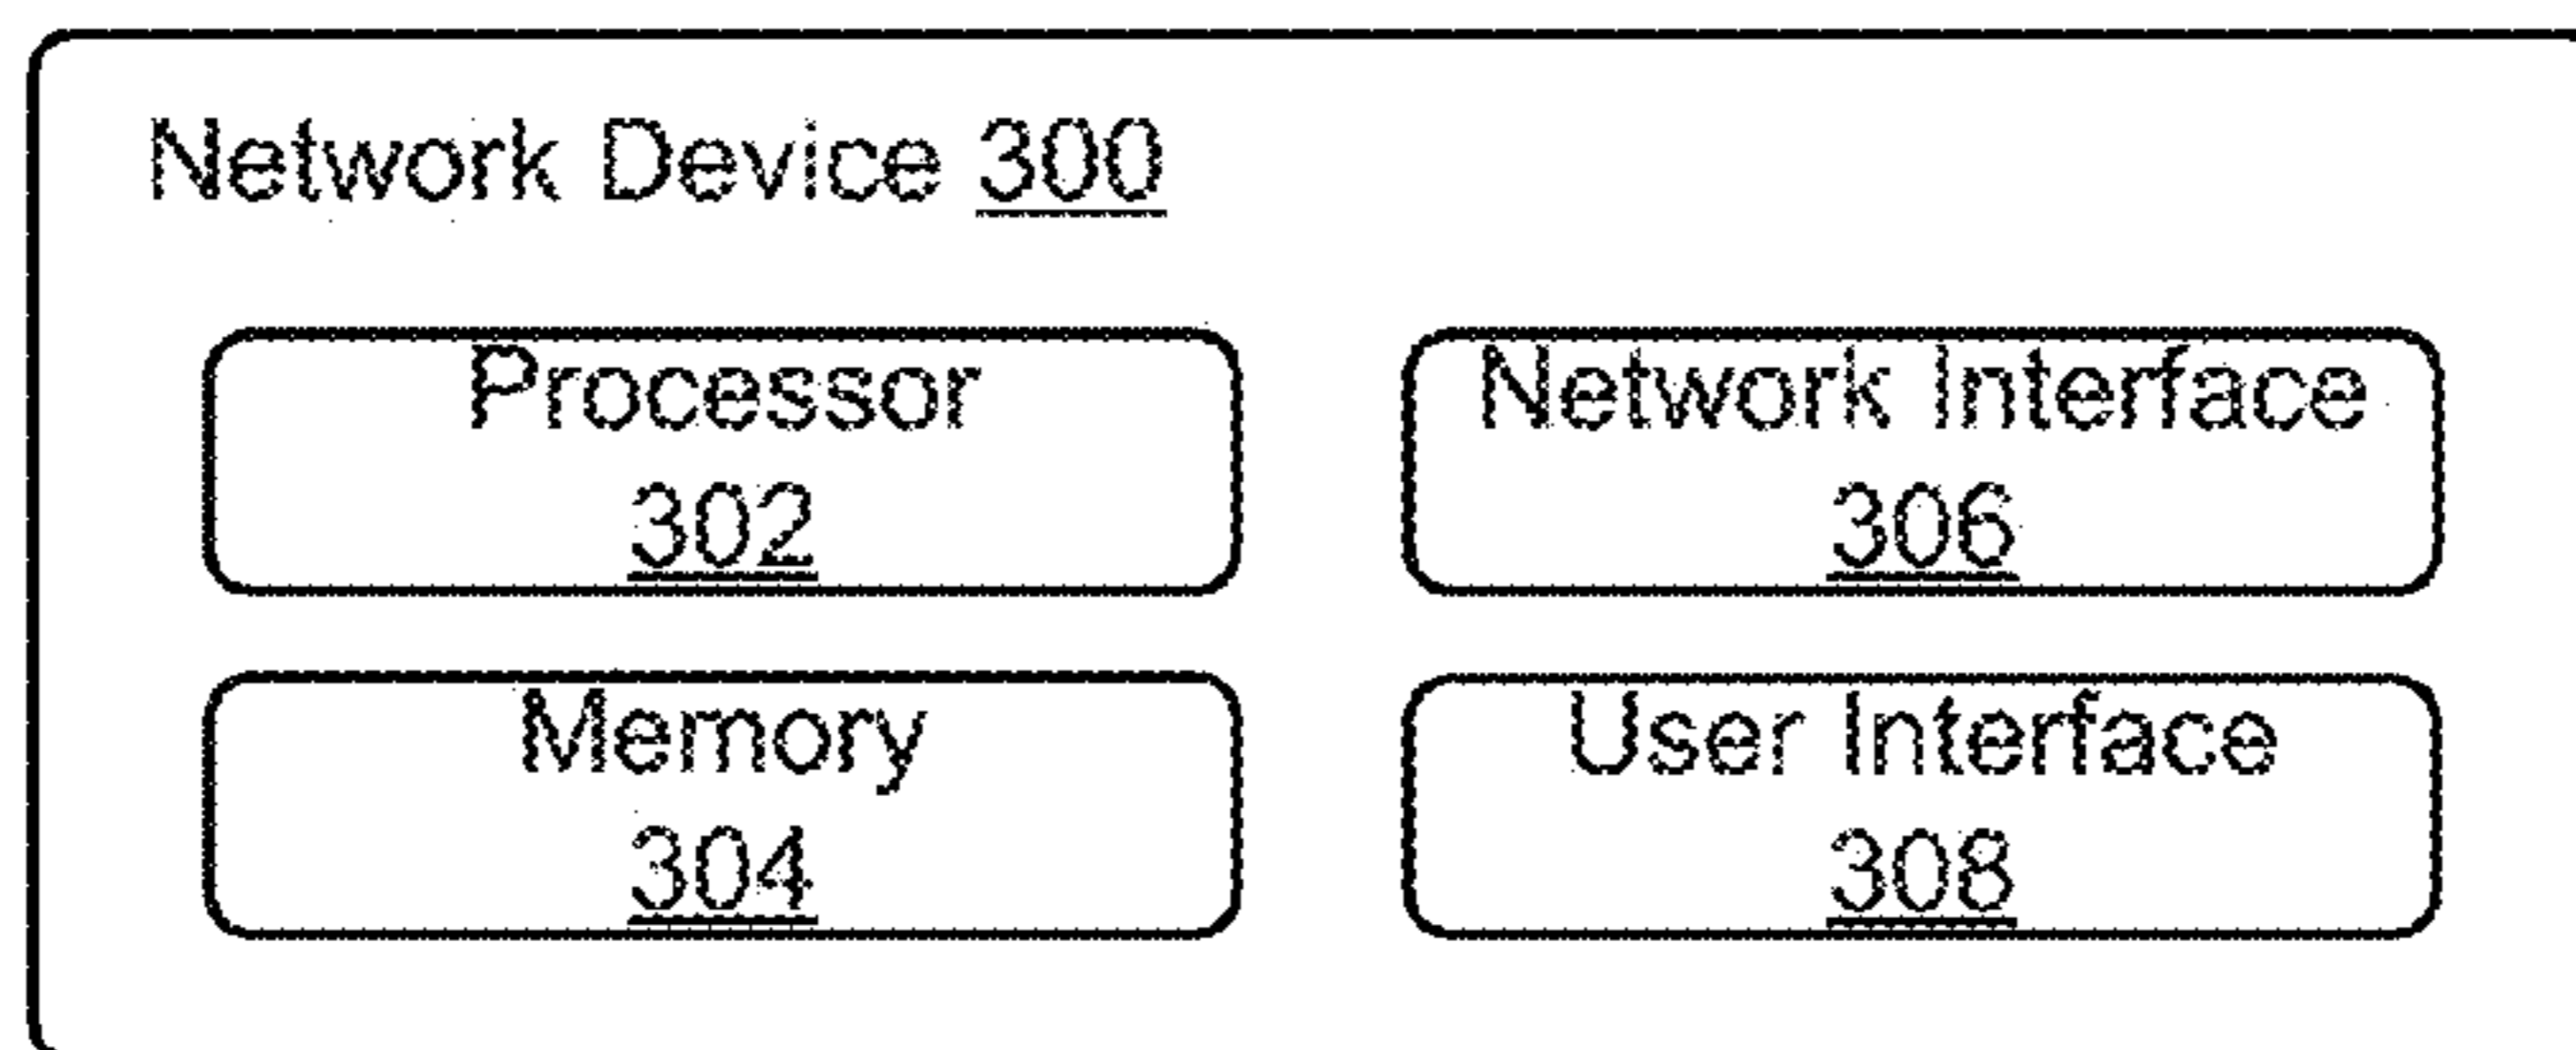 Network Device 300
Processor
302
Network Interface
306
Memory
304
User Interface
308